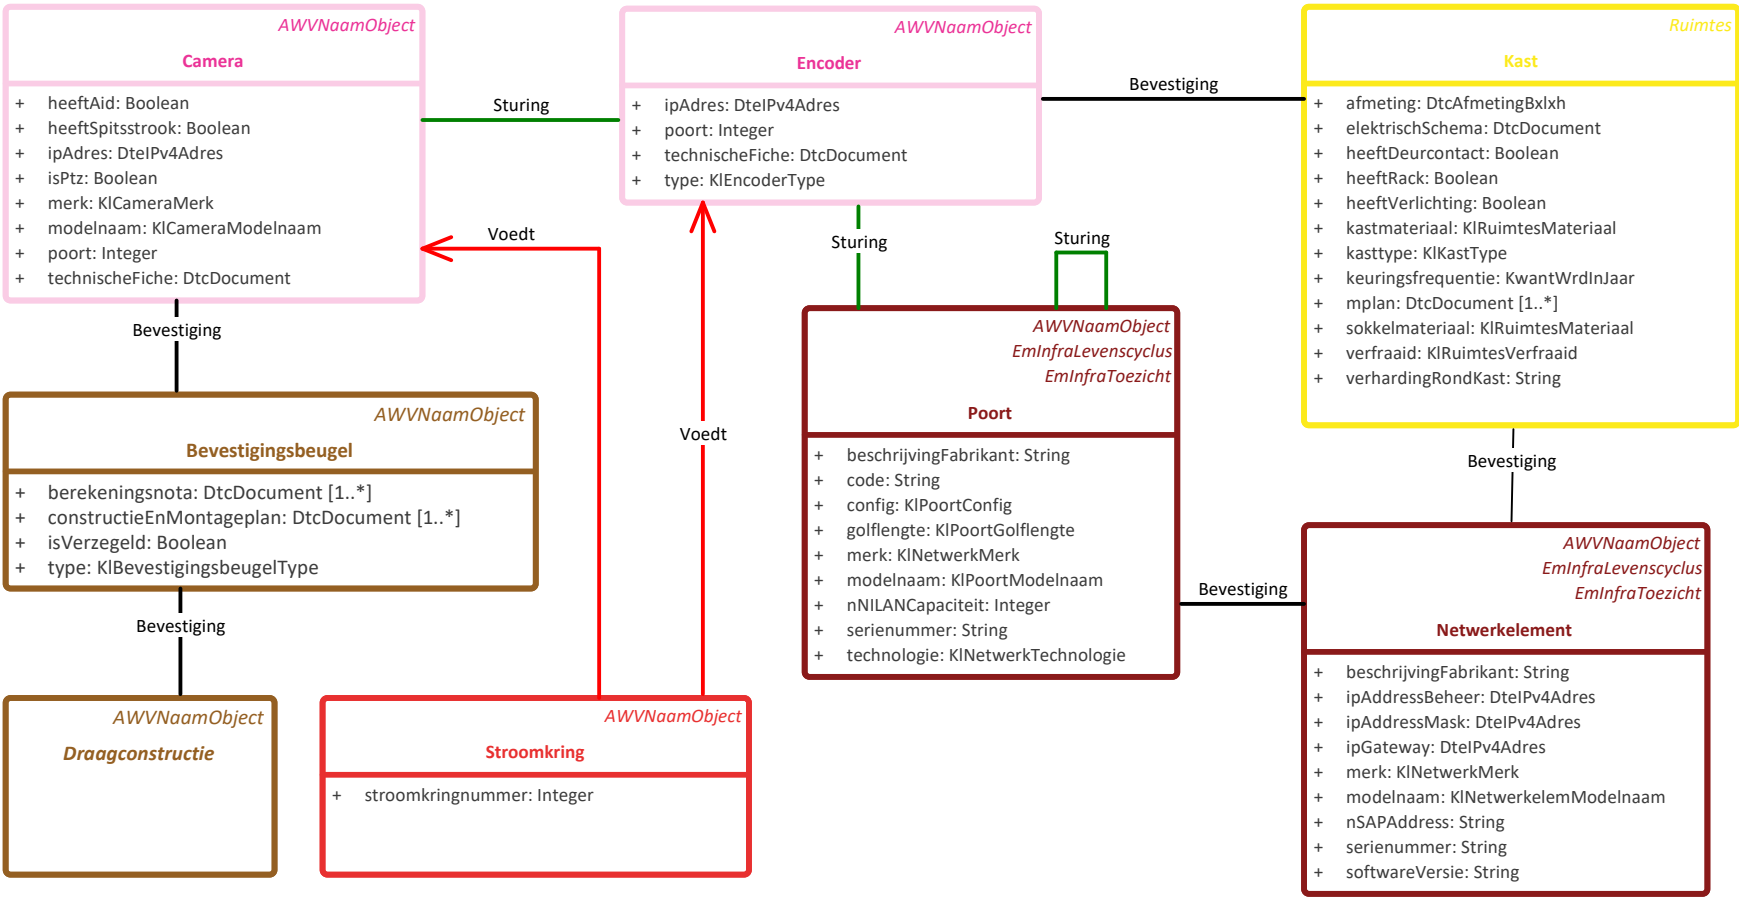 AWVNaamObject
Camera
+ heeftAid: Boolean
+ heeftSpitsstrook: Boolean
+ ipAdres: DteIPv4Adres
+ isPtz: Boolean
+ merk: KlCameraMerk
+ modelnaam: KlCameraModelnaam
+ poort: Integer
+ technischeFiche: DtcDocument
Sturing
AWVNaamObject
Encoder
+ ipAdres: DteIPv4Adres
+ poort: Integer
+ technischeFiche: DtcDocument
+ type: KlEncoderType
Bevestiging
Ruimtes
Kast
+ afmeting: DtcAfmetingBxlxh
+ elektrischSchema: DtcDocument
+ heeftDeurcontact: Boolean
+ heeftRack: Boolean
+ heeftVerlichting: Boolean
+ kastmateriaal: KlRuimtesMateriaal
+ kasttype: KlKastType
+ keuringsfrequentie: KwantWrdInJaar
+ mplan: DtcDocument [1..*]
+ sokkelmateriaal: KlRuimtesMateriaal
+ verfraaid: KlRuimtesVerfraaid
+ verhardingRondKast: String
Voedt
Sturing
Sturing
Bevestiging
AWVNaamObject
Bevestigingsbeugel
+ berekeningsnota: DtcDocument [1..*]
+ constructieEnMontageplan: DtcDocument [1..*]
+ isVerzegeld: Boolean
+ type: KlBevestigingsbeugelType
Voedt
AWVNaamObject
EmInfraLevenscyclus
EmInfraToezicht
Poort
+ beschrijvingFabrikant: String
+ code: String
+ config: KlPoortConfig
+ golflengte: KlPoortGolflengte
+ merk: KlNetwerkMerk
+ modelnaam: KlPoortModelnaam
+ nNILANCapaciteit: Integer
+ serienummer: String
+ technologie: KlNetwerkTechnologie
Bevestiging
Bevestiging
AWVNaamObject
EmInfraLevenscyclus
EmInfraToezicht
Netwerkelement
+ beschrijvingFabrikant: String
+ ipAddressBeheer: DteIPv4Adres
+ ipAddressMask: DteIPv4Adres
+ ipGateway: DteIPv4Adres
+ merk: KlNetwerkMerk
+ modelnaam: KlNetwerkelemModelnaam
+ nSAPAddress: String
+ serienummer: String
+ softwareVersie: String
Bevestiging
AWVNaamObject
Draagconstructie
AWVNaamObject
Stroomkring
+ stroomkringnummer: Integer